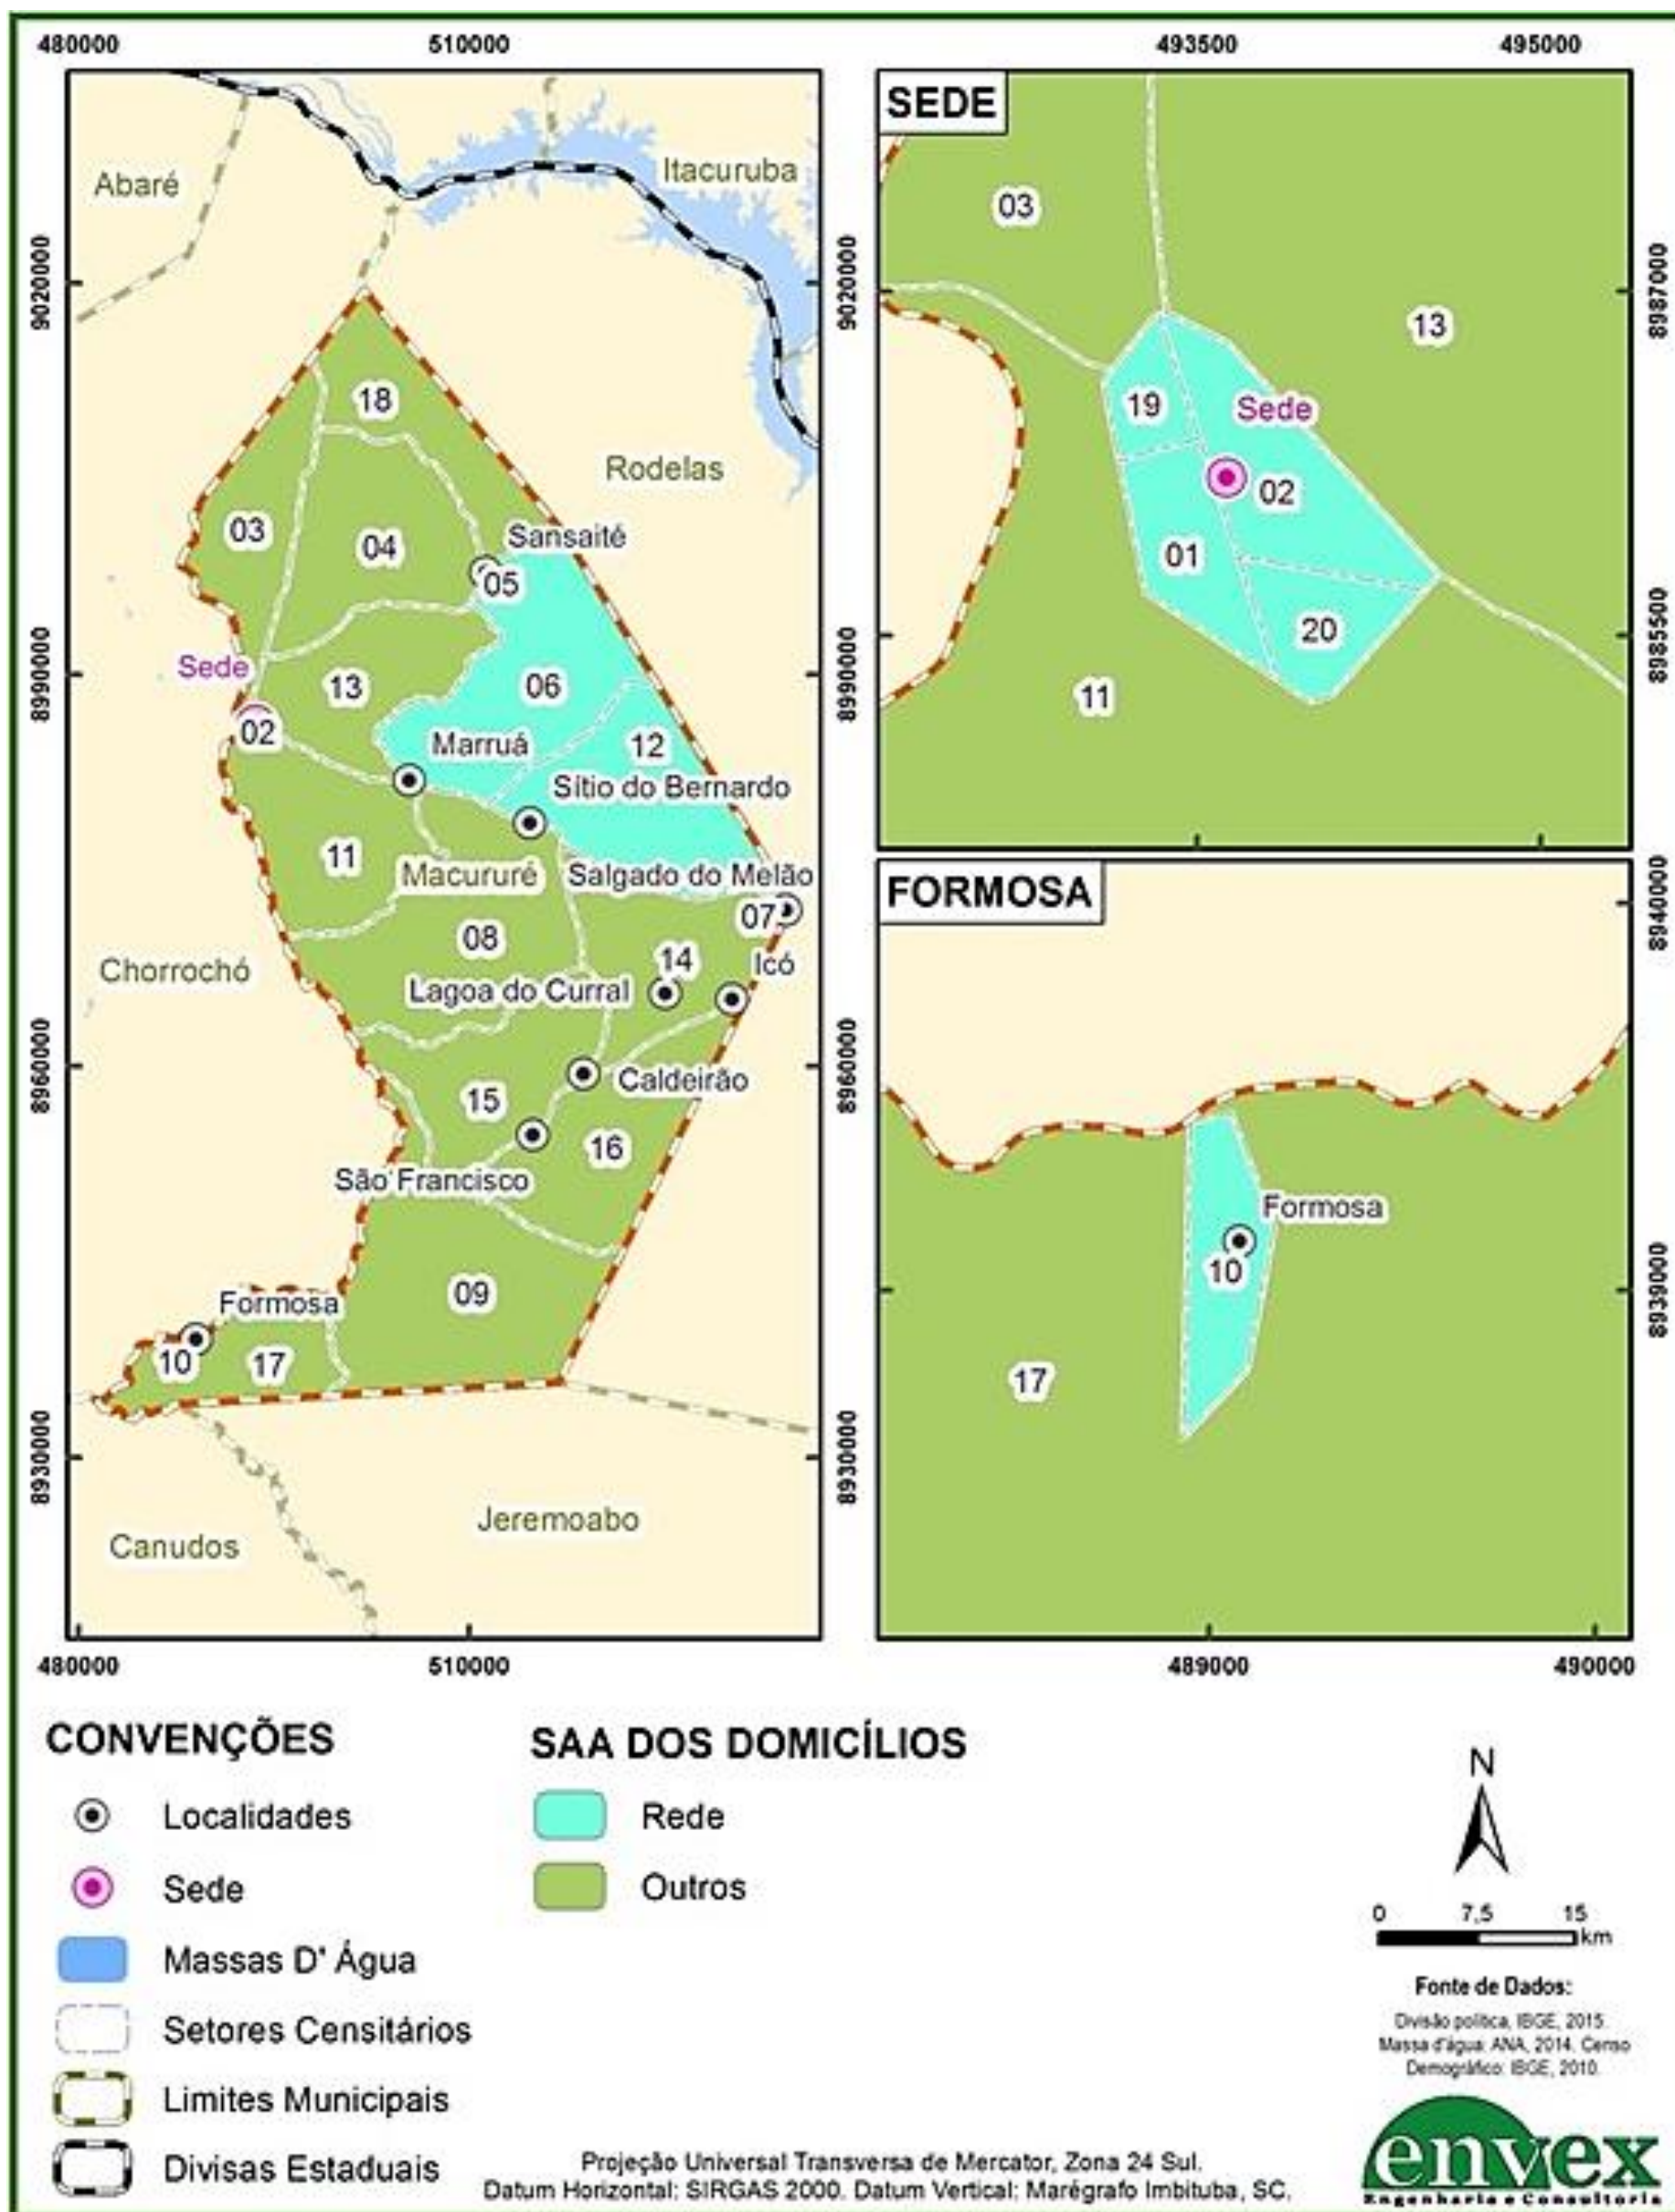 480000
510000
493500
495000
SEDE
Abaré
Itacuruba
03
9020000
9020000
8987000
13
18
19
Sede
Rodelas
03
04
Sansaité
02
05
01
20
8985500
Sede
8990000
8990000
06
13
11
02
Marruá
12
Sítio do Bernardo
11
Macururé
Salgado do Melão
FORMOSA
8940000
07
08
Chorrochó
14
Icó
Lagoa do Curral
8960000
8960000
Caldeirão
15
16
São Francisco
Formosa
10
8939000
09
Formosa
10
17
17
8930000
8930000
Jeremoabo
Canudos
480000
510000
489000
490000
CONVENÇÕES
Localidades
Sede
Massas D' Água
Setores Censitários
Limites Municipais
Divisas Estaduais
SAA DOS DOMICÍLIOS
Rede
Outros
N
0 7,5 15
km
Fonte de Dados:
Divisão política, IBGE, 2015.
Massa d'água: ANA, 2014. Censo
Demográfico: IBGE, 2010.
Projeção Universal Transversa de Mercator, Zona 24 Sul.
Datum Horizontal: SIRGAS 2000. Datum Vertical: Marégrafo Imbituba, SC.
envex
Engenharia e Consultoria